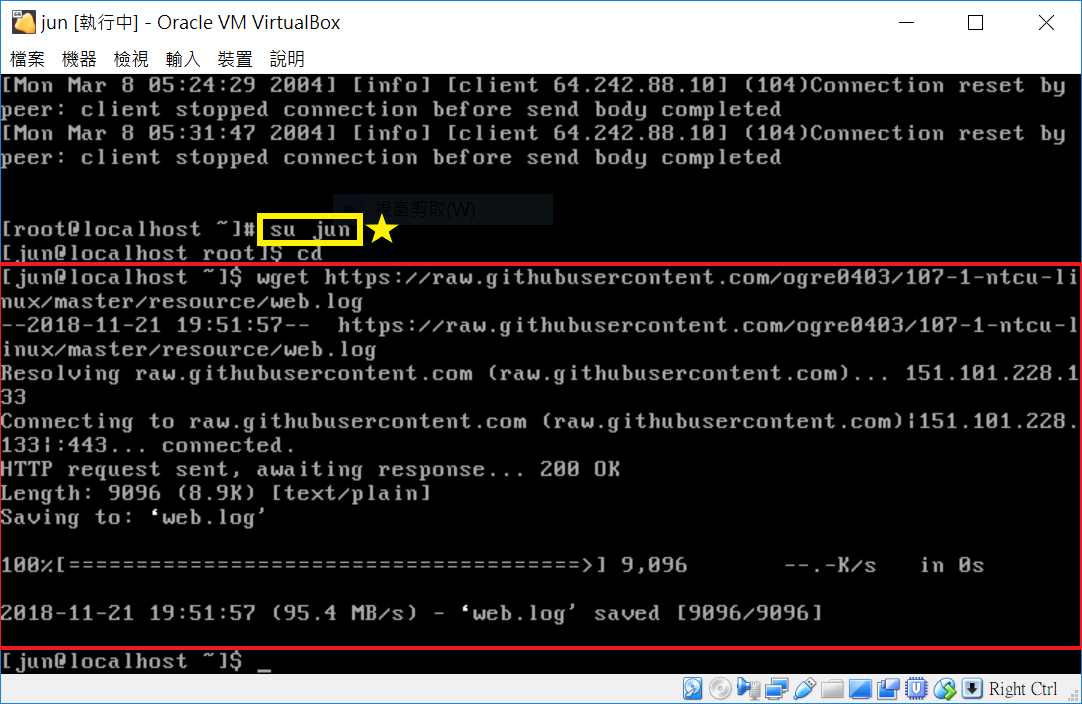 jun [執行中] - Oracle VM VirtualBox
檔案 機器 檢視 輸入 裝置 說明
[Mon Mar 8 05:24:29 2004] [info] [client 64.242.88.10] (104)Connection reset by
peer: client stopped connection before send body completed
[Mon Mar 8 05:31:47 2004] [info] [client 64.242.88.10] (104)Connection reset by
peer: client stopped connection before send body completed
視窗剪取(W)
[root@localhost ~]# su jun
[jun@localhost root]$ cd
[jun@localhost ~]$ wget https://raw.githubusercontent.com/ogre0403/107-1-ntcu-li
nux/master/resource/web.log
--2018-11-21 19:51:57--  https://raw.githubusercontent.com/ogre0403/107-1-ntcu-l
inux/master/resource/web.log
Resolving raw.githubusercontent.com (raw.githubusercontent.com)... 151.101.228.1
33
Connecting to raw.githubusercontent.com (raw.githubusercontent.com)|151.101.228.
133|:443... connected.
HTTP request sent, awaiting response... 200 OK
Length: 9096 (8.9K) [text/plain]
Saving to: ‘web.log’
100%[======================================>] 9,096       --.-K/s   in 0s
2018-11-21 19:51:57 (95.4 MB/s) - ‘web.log’ saved [9096/9096]
[jun@localhost ~]$ _
Right Ctrl